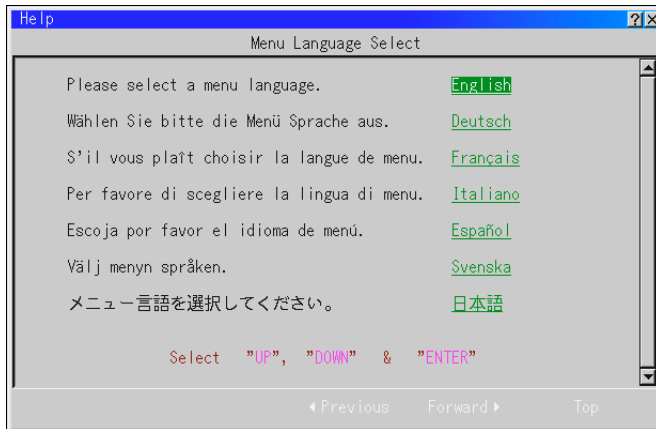 Help
Menu Language Select
Please select a menu language. English
Wählen Sie bitte die Menü Sprache aus. Deutsch
S'il vous plaît choisir la langue de menu. Français
Per favore di scegliere la lingua di menu. Italiano
Escoja por favor el idioma de menú. Español
Välj menyn språken. Svenska
メニュー言語を選択してください。 日本語
Select "UP", "DOWN" & "ENTER"
Previous Forward Top